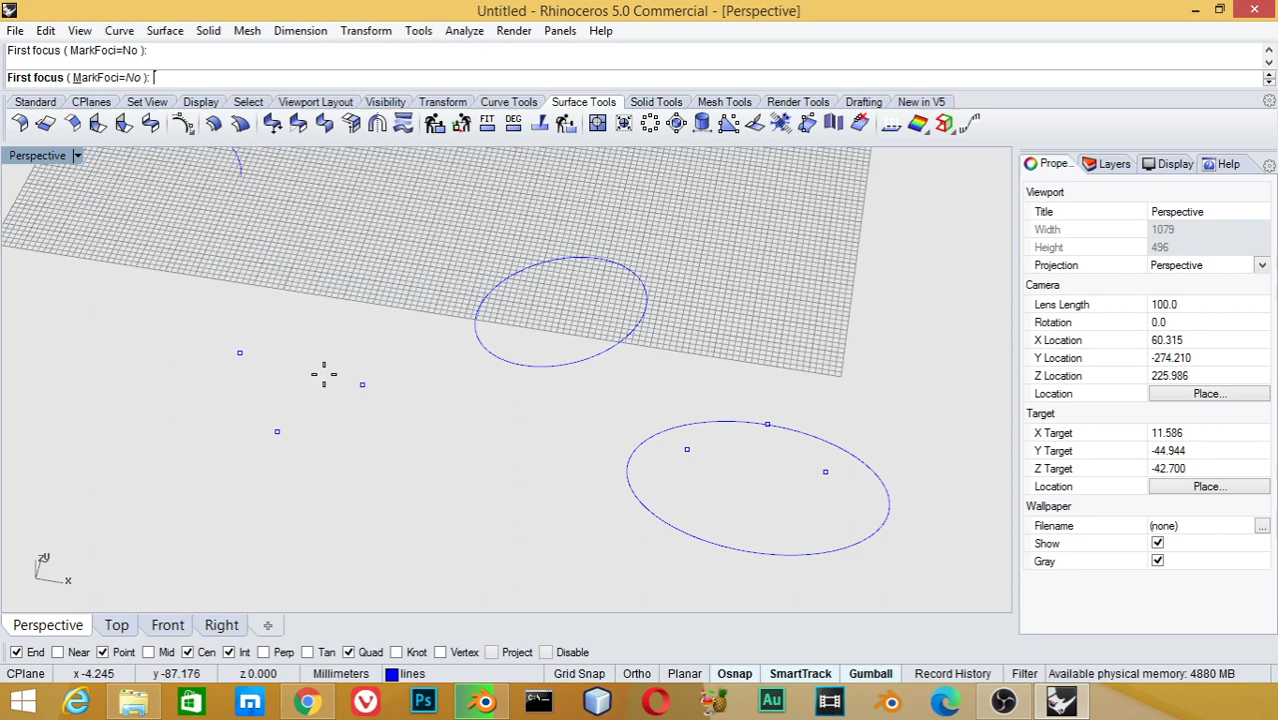 Untitled - Rhinoceros 5.0 Commercial - [Perspective]
File Edit View Curve Surface Solid Mesh Dimension Transform Tools Analyze Render Panels Help
First focus ( MarkFoci=No ):
First focus ( MarkFoci=No ):
Standard CPlanes Set View Display Select Viewport Layout Visibility Transform Curve Tools Surface Tools Solid Tools Mesh Tools Render Tools Drafting New in V5
FIT DEG
Perspective
Prope... Layers Display Help
Viewport
Title Perspective
Width 1079
Height 496
Projection Perspective
Camera
Lens Length 100.0
Rotation 0.0
X Location 60.315
Y Location -274.210
Z Location 225.986
Location Place...
Target
X Target 11.586
Y Target -44.944
Z Target -42.700
Location Place...
Wallpaper
Filename (none) ...
Show
Gray
y
x
Perspective Top Front Right
End Near Point Mid Cen Int Perp Tan Quad Knot Vertex Project Disable
CPlane x -4.245 y -87.176 z 0.000 Millimeters lines Grid Snap Ortho Planar Osnap SmartTrack Gumball Record History Filter Available physical memory: 4880 MB
Ps Au